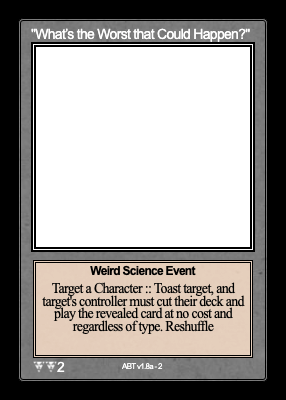 "What's the Worst that Could Happen?"
Weird Science Event
Target a Character :: Toast target, and
target's controller must cut their deck and
play the revealed card at no cost and
regardless of type. Reshuffle
2
ABT v1.8a - 2